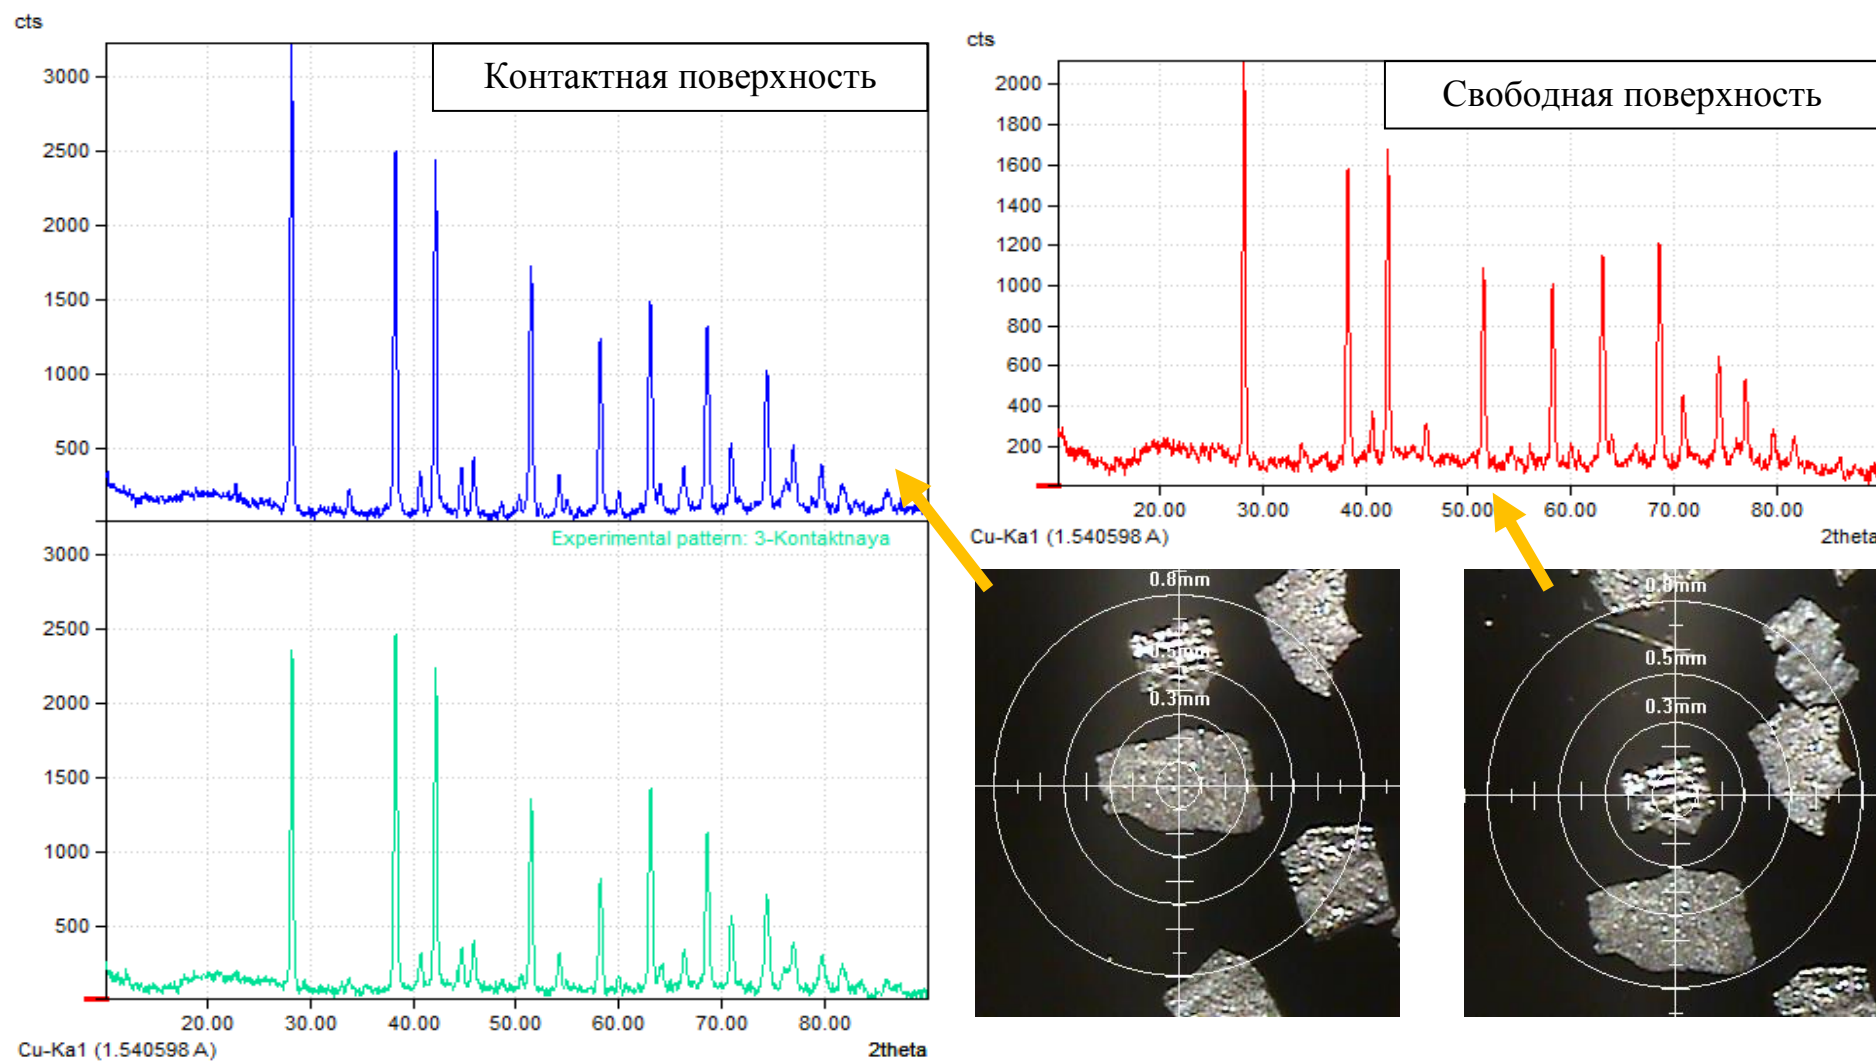 cts
Контактная поверхность
3000
2500
2000
1500
1000
500
Experimental pattern: 3-Kontaktnaya
3000
2500
2000
1500
1000
500
20.00 30.00 40.00 50.00 60.00 70.00 80.00
Cu-Ka1 (1.540598 A) 2theta
cts
Свободная поверхность
2000
1800
1600
1400
1200
1000
800
600
400
200
20.00 30.00 40.00 50.00 60.00 70.00 80.00
Cu-Ka1 (1.540598 A) 2theta
0.8mm
0.5mm
0.3mm
0.8mm
0.5mm
0.3mm